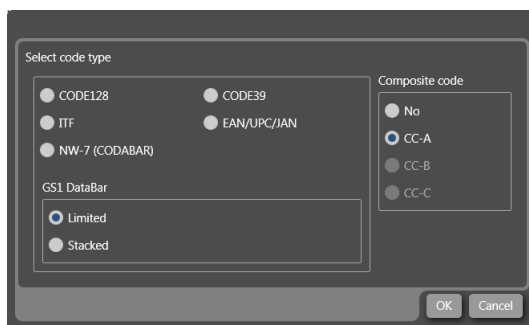 Select code type
CODE128
CODE39
ITF
EAN/UPC/JAN
NW-7 (CODABAR)
GS1 DataBar
Limited
Stacked
Composite code
No
CC-A
CC-B
CC-C
OK
Cancel